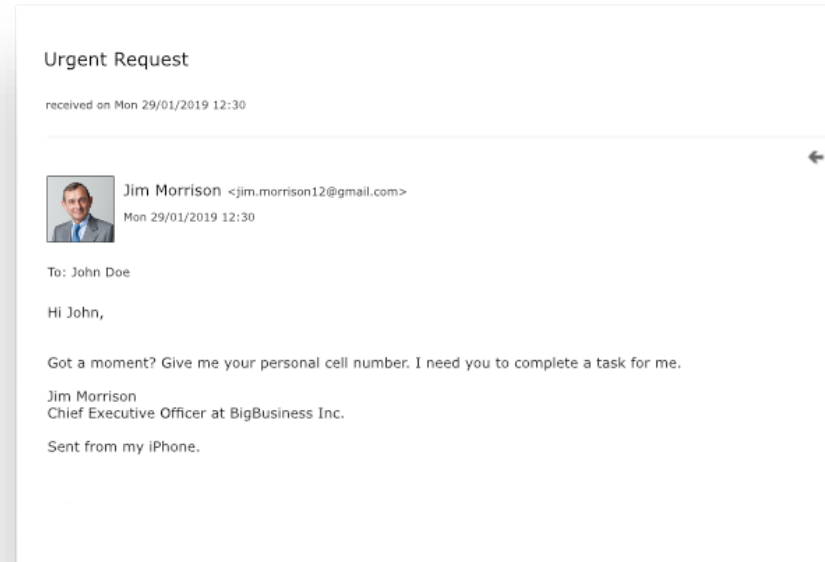 Urgent Request
received on Mon 29/01/2019 12:30
Jim Morrison <jim.morrison12@gmail.com>
Mon 29/01/2019 12:30
To: John Doe
Hi John,
Got a moment? Give me your personal cell number. I need you to complete a task for me.
Jim Morrison
Chief Executive Officer at BigBusiness Inc.
Sent from my iPhone.